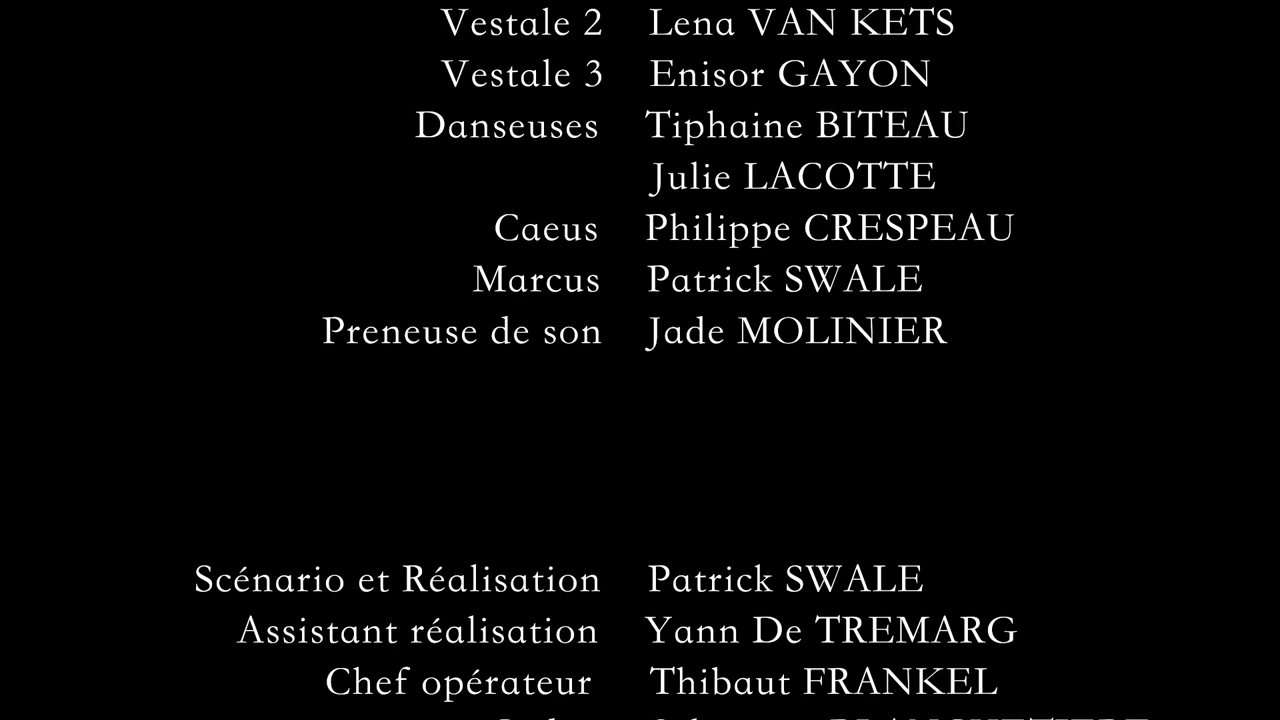 Vestale 2 Lena VAN KETS
Vestale 3 Enisor GAYON
Danseuses Tiphaine BITEAU
Julie LACOTTE
Caeus Philippe CRESPEAU
Marcus Patrick SWALE
Preneuse de son Jade MOLINIER
Scénario et Réalisation Patrick SWALE
Assistant réalisation Yann De TREMARG
Chef opérateur Thibaut FRANKEL